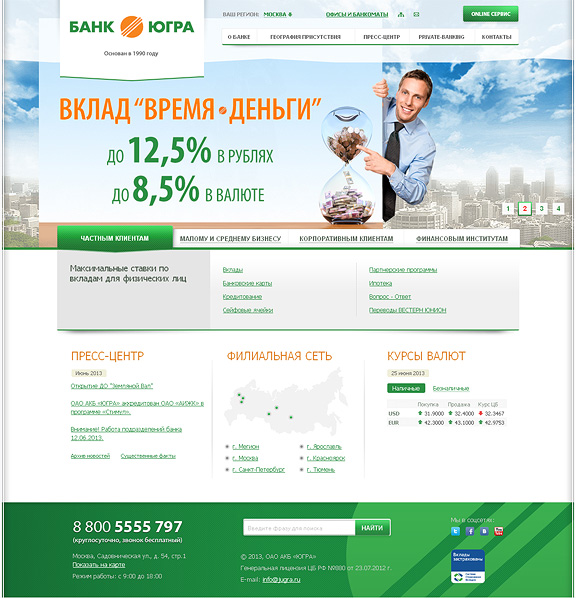 БАНК ЮГРА
Основан в 1990 году
ВАШ РЕГИОН: МОСКВА
ОФИСЫ И БАНКОМАТЫ
ONLINE СЕРВИС
О БАНКЕ
ГЕОГРАФИЯ ПРИСУТСТВИЯ
ПРЕСС-ЦЕНТР
PRIVATE-BANKING
КОНТАКТЫ
ВКЛАД "ВРЕМЯ•ДЕНЬГИ"
ДО 12,5% В РУБЛЯХ
ДО 8,5% В ВАЛЮТЕ
1 2 3 4
ЧАСТНЫМ КЛИЕНТАМ
МАЛОМУ И СРЕДНЕМУ БИЗНЕСУ
КОРПОРАТИВНЫМ КЛИЕНТАМ
ФИНАНСОВЫМ ИНСТИТУТАМ
Максимальные ставки по
вкладам для физических лиц
Вклады
Банковские карты
Кредитование
Сейфовые ячейки
Партнерские программы
Ипотека
Вопрос - Ответ
Переводы ВЕСТЕРН ЮНИОН
ПРЕСС-ЦЕНТР
Июнь 2013
Открытие ДО "Земляной Вал"
ОАО АКБ «ЮГРА» аккредитован ОАО «АИЖК» в
программе «Стимул».
Внимание! Работа подразделений банка
12.06.2013.
Архив новостей
Существенные факты
ФИЛИАЛЬНАЯ СЕТЬ
г. Мегион
г. Москва
г. Санкт-Петербург
г. Ярославль
г. Красноярск
г. Тюмень
КУРСЫ ВАЛЮТ
25 июня 2013
Наличные
Безналичные
Покупка Продажа Курс ЦБ
USD 31.9000 32.4000 32.3467
EUR 42.3000 43.1000 42.9753
8 800 5555 797
(круглосуточно, звонок бесплатный)
Москва, Садовническая ул., д. 54, стр.1
Показать на карте
Режим работы: с 9:00 до 18:00
Введите фразу для поиска
НАЙТИ
© 2013, ОАО АКБ «ЮГРА»
Генеральная лицензия ЦБ РФ №880 от 23.07.2012 г.
E-mail: info@jugra.ru
Мы в соцсетях:
Вклады
застрахованы